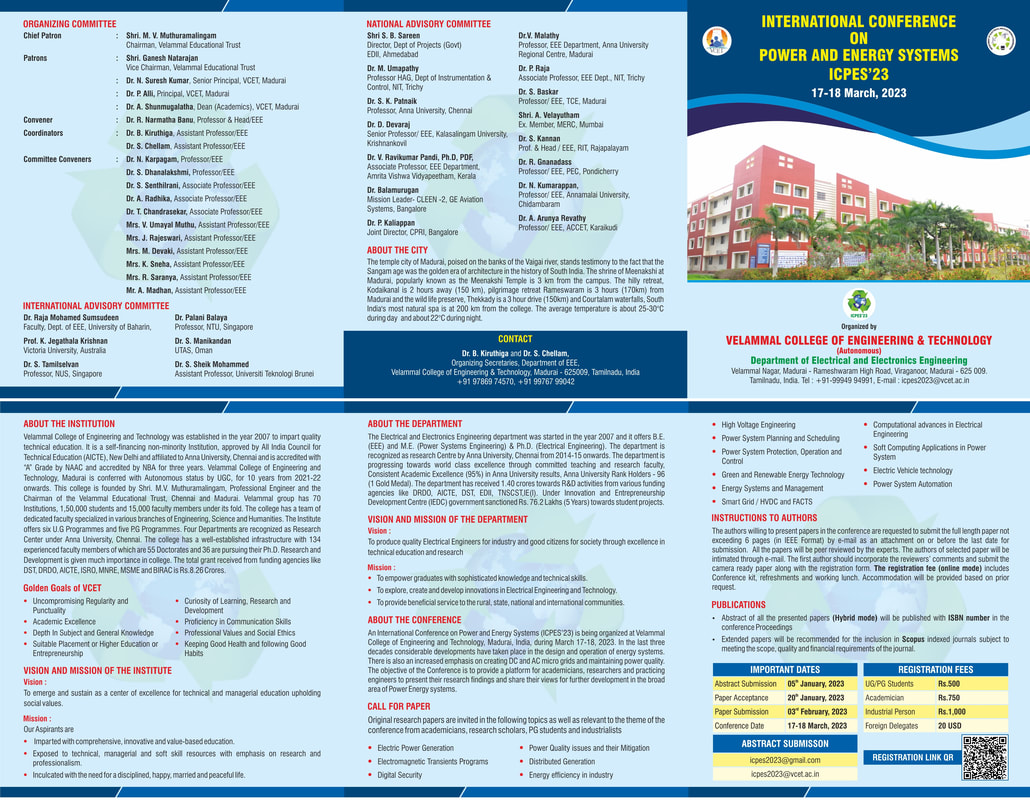 ORGANIZING COMMITTEE
Chief Patron : Shri. M. V. Muthuramalingam
Chairman, Velammal Educational Trust
Patrons : Shri. Ganesh Natarajan
Vice Chairman, Velammal Educational Trust
: Dr. N. Suresh Kumar, Senior Principal, VCET, Madurai
: Dr. P. Alli, Principal, VCET, Madurai
: Dr. A. Shunmugalatha, Dean (Academics), VCET, Madurai
Convener : Dr. R. Narmatha Banu, Professor & Head/EEE
Coordinators : Dr. B. Kiruthiga, Assistant Professor/EEE
Dr. S. Chellam, Assistant Professor/EEE
Committee Conveners : Dr. N. Karpagam, Professor/EEE
Dr. S. Dhanalakshmi, Professor/EEE
Dr. S. Senthilrani, Associate Professor/EEE
Dr. A. Radhika, Associate Professor/EEE
Dr. T. Chandrasekar, Associate Professor/EEE
Mrs. V. Umayal Muthu, Assistant Professor/EEE
Mrs. J. Rajeswari, Assistant Professor/EEE
Mrs. M. Devaki, Assistant Professor/EEE
Mrs. K. Sneha, Assistant Professor/EEE
Mrs. R. Saranya, Assistant Professor/EEE
Mr. A. Madhan, Assistant Professor/EEE
INTERNATIONAL ADVISORY COMMITTEE
Dr. Raja Mohamed Sumsudeen
Faculty, Dept. of EEE, University of Baharin,
Prof. K. Jegathala Krishnan
Victoria University, Australia
Dr. S. Tamilselvan
Professor, NUS, Singapore
Dr. Palani Balaya
Professor, NTU, Singapore
Dr. S. Manikandan
UTAS, Oman
Dr. S. Sheik Mohammed
Assistant Professor, Universiti Teknologi Brunei
NATIONAL ADVISORY COMMITTEE
Shri S. B. Sareen
Director, Dept of Projects (Govt)
EDII, Ahmedabad
Dr. M. Umapathy
Professor HAG, Dept of Instrumentation &
Control, NIT, Trichy
Dr. S. K. Patnaik
Professor, Anna University, Chennai
Dr. D. Devaraj
Senior Professor/ EEE, Kalasalingam University,
Krishnankovil
Dr. V. Ravikumar Pandi, Ph.D, PDF,
Associate Professor, EEE Department,
Amrita Vishwa Vidyapeetham, Kerala
Dr. Balamurugan
Mission Leader- CLEEN -2, GE Aviation
Systems, Bangalore
Dr. P. Kaliappan
Joint Director, CPRI, Bangalore
Dr.V. Malathy
Professor, EEE Department, Anna University
Regional Centre, Madurai
Dr. P. Raja
Associate Professor, EEE Dept., NIT, Trichy
Dr. S. Baskar
Professor/ EEE, TCE, Madurai
Shri. A. Velayutham
Ex. Member, MERC, Mumbai
Dr. S. Kannan
Prof. & Head / EEE, RIT, Rajapalayam
Dr. R. Gnanadass
Professor/ EEE, PEC, Pondicherry
Dr. N. Kumarappan,
Professor/ EEE, Annamalai University,
Chidambaram
Dr. A. Arunya Revathy
Professor/ EEE, ACCET, Karaikudi
ABOUT THE CITY
The temple city of Madurai, poised on the banks of the Vaigai river, stands testimony to the fact that the
Sangam age was the golden era of architecture in the history of South India. The shrine of Meenakshi at
Madurai, popularly known as the Meenakshi Temple is 3 km from the campus. The hilly retreat,
Kodaikanal is 2 hours away (150 km), pilgrimage retreat Rameswaram is 3 hours (170km) from
Madurai and the wild life preserve, Thekkady is a 3 hour drive (150km) and Courtalam waterfalls, South
India's most natural spa is at 200 km from the college. The average temperature is about 25-30°C
during day and about 22°C during night.
CONTACT
Dr. B. Kiruthiga and Dr. S. Chellam,
Organizing Secretaries, Department of EEE,
Velammal College of Engineering & Technology, Madurai - 625009, Tamilnadu, India
+91 97869 74570, +91 99767 99042
INTERNATIONAL CONFERENCE
ON
POWER AND ENERGY SYSTEMS
ICPES'23
17-18 March, 2023
VCET
ICPES'23
Organized by
VELAMMAL COLLEGE OF ENGINEERING & TECHNOLOGY
(Autonomous)
Department of Electrical and Electronics Engineering
Velammal Nagar, Madurai - Rameshwaram High Road, Viraganoor, Madurai - 625 009.
Tamilnadu, India. Tel : +91-99949 94991, E-mail : icpes2023@vcet.ac.in
ABOUT THE INSTITUTION
Velammal College of Engineering and Technology was established in the year 2007 to impart quality
technical education. It is a self-financing non-minority Institution, approved by All India Council for
Technical Education (AICTE), New Delhi and affiliated to Anna University, Chennai and is accredited with
"A" Grade by NAAC and accredited by NBA for three years. Velammal College of Engineering and
Technology, Madurai is conferred with Autonomous status by UGC, for 10 years from 2021-22
onwards. This college is founded by Shri. M.V. Muthuramalingam, Professional Engineer and the
Chairman of the Velammal Educational Trust, Chennai and Madurai. Velammal group has 70
Institutions, 1,50,000 students and 15,000 faculty members under its fold. The college has a team of
dedicated faculty specialized in various branches of Engineering, Science and Humanities. The Institute
offers six U.G Programmes and five P.G Programmes. Four Departments are recognized as Research
Center under Anna University, Chennai. The college has a well-established infrastructure with 134
experienced faculty members of which are 55 Doctorates and 36 are pursuing their Ph.D. Research and
Development is given much importance in college. The total grant received from funding agencies like
DST, DRDO, AICTE, ISRO, MNRE, MSME and BIRAC is Rs.8.26 Crores.
Golden Goals of VCET
• Uncompromising Regularity and
Punctuality
• Academic Excellence
• Depth In Subject and General Knowledge
• Suitable Placement or Higher Education or
Entrepreneurship
• Curiosity of Learning, Research and
Development
• Proficiency in Communication Skills
• Professional Values and Social Ethics
• Keeping Good Health and following Good
Habits
VISION AND MISSION OF THE INSTITUTE
Vision :
To emerge and sustain as a center of excellence for technical and managerial education upholding
social values.
Mission :
Our Aspirants are
• Imparted with comprehensive, innovative and value-based education.
• Exposed to technical, managerial and soft skill resources with emphasis on research and
professionalism.
• Inculcated with the need for a disciplined, happy, married and peaceful life.
ABOUT THE DEPARTMENT
The Electrical and Electronics Engineering department was started in the year 2007 and it offers B.E.
(EEE) and M.E. (Power Systems Engineering) & Ph.D. (Electrical Engineering). The department is
recognized as research Centre by Anna University, Chennai from 2014-15 onwards. The department is
progressing towards world class excellence through committed teaching and research faculty,
Consistent Academic Excellence (95%) in Anna University results, Anna University Rank Holders - 96
(1 Gold Medal). The department has received 1.40 crores towards R&D activities from various funding
agencies like DRDO, AICTE, DST, EDII, TNSCST,IE(I). Under Innovation and Entrepreneurship
Development Centre (IEDC) government sanctioned Rs. 76.2 Lakhs (5 Years) towards student projects.
VISION AND MISSION OF THE DEPARTMENT
Vision :
To produce quality Electrical Engineers for industry and good citizens for society through excellence in
technical education and research
Mission :
• To empower graduates with sophisticated knowledge and technical skills.
• To explore, create and develop innovations in Electrical Engineering and Technology.
• To provide beneficial service to the rural, state, national and international communities.
ABOUT THE CONFERENCE
An International Conference on Power and Energy Systems (ICPES'23) is being organized at Velammal
College of Engineering and Technology, Madurai, India, during March 17-18, 2023. In the last three
decades considerable developments have taken place in the design and operation of energy systems.
There is also an increased emphasis on creating DC and AC micro grids and maintaining power quality.
The objective of the Conference is to provide a platform for academicians, researchers and practicing
engineers to present their research findings and share their views for further development in the broad
area of Power Energy systems.
CALL FOR PAPER
Original research papers are invited in the following topics as well as relevant to the theme of the
conference from academicians, research scholars, PG students and industrialists
• Electric Power Generation
• Electromagnetic Transients Programs
• Digital Security
• Power Quality issues and their Mitigation
• Distributed Generation
• Energy efficiency in industry
• High Voltage Engineering
• Power System Planning and Scheduling
• Power System Protection, Operation and
Control
• Green and Renewable Energy Technology
• Energy Systems and Management
• Smart Grid / HVDC and FACTS
• Computational advances in Electrical
Engineering
• Soft Computing Applications in Power
System
• Electric Vehicle technology
• Power System Automation
INSTRUCTIONS TO AUTHORS
The authors willing to present papers in the conference are requested to submit the full length paper not
exceeding 6 pages (in IEEE Format) by e-mail as an attachment on or before the last date for
submission. All the papers will be peer reviewed by the experts. The authors of selected paper will be
intimated through e-mail. The first author should incorporate the reviewers' comments and submit the
camera ready paper along with the registration form. The registration fee (online mode) includes
Conference kit, refreshments and working lunch. Accommodation will be provided based on prior
request.
PUBLICATIONS
• Abstract of all the presented papers (Hybrid mode) will be published with ISBN number in the
conference Proceedings
• Extended papers will be recommended for the inclusion in Scopus indexed journals subject to
meeting the scope, quality and financial requirements of the journal.
IMPORTANT DATES
Abstract Submission 05th January, 2023
Paper Acceptance 20th January, 2023
Paper Submission 03rd February, 2023
Conference Date 17-18 March, 2023
REGISTRATION FEES
UG/PG Students Rs.500
Academician Rs.750
Industrial Person Rs.1,000
Foreign Delegates 20 USD
ABSTRACT SUBMISSON
icpes2023@gmail.com
icpes2023@vcet.ac.in
REGISTRATION LINK QR